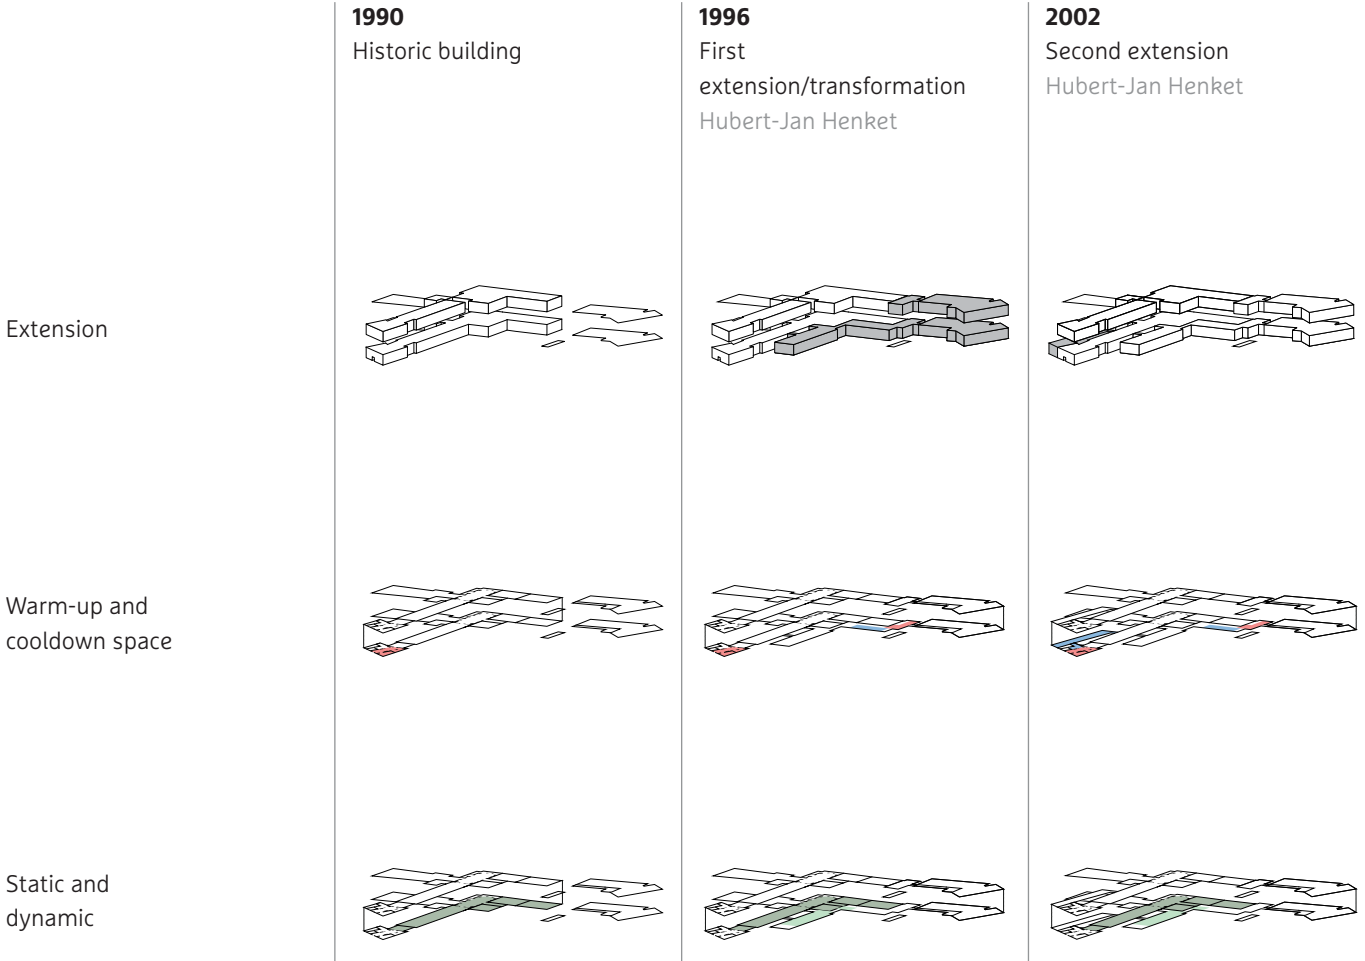 1990
Historic building
1996
First
extension/transformation
Hubert-Jan Henket
2002
Second extension
Hubert-Jan Henket
Extension
Warm-up and
cooldown space
Static and
dynamic